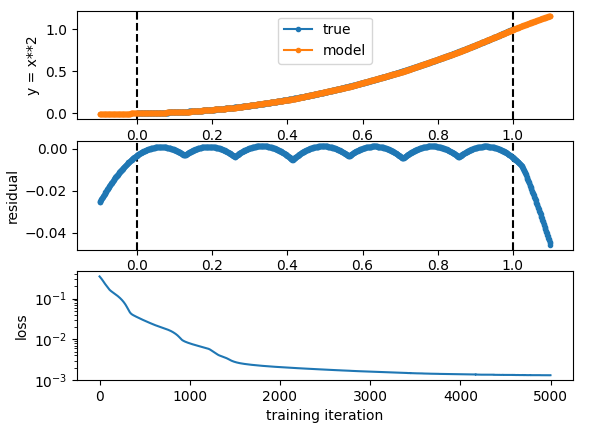 y = x**2
1.0
0.5
0.0
true
model
0.0 0.2 0.4 0.6 0.8 1.0
residual
0.00
−0.02
−0.04
0.0 0.2 0.4 0.6 0.8 1.0
loss
10⁻¹
10⁻²
10⁻³
0 1000 2000 3000 4000 5000
training iteration